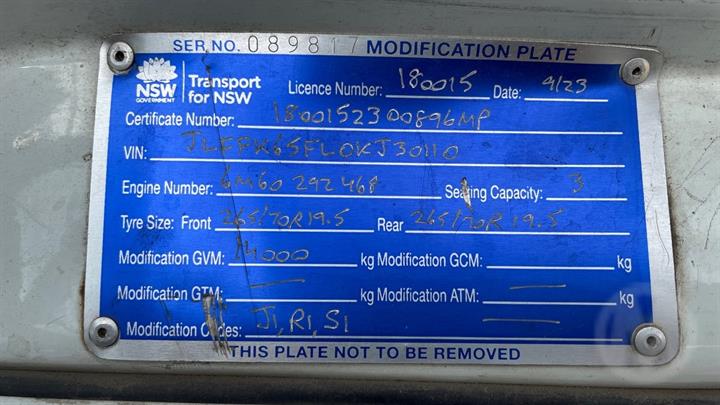 SER NO. 089817 MODIFICATION PLATE
NSW GOVERNMENT Transport for NSW
Licence Number: 180015 Date: 9/23
Certificate Number: 1800152300896MP
VIN: JLFFK65FL0KJ30110
Engine Number: 6M60 292468 Seating Capacity: 3
Tyre Size: Front 265/70R19.5 Rear 265/70R19.5
Modification GVM: 14000 kg Modification GCM: kg
Modification GTM: — kg Modification ATM: — kg
Modification Codes: J1, R1, S1 —
THIS PLATE NOT TO BE REMOVED